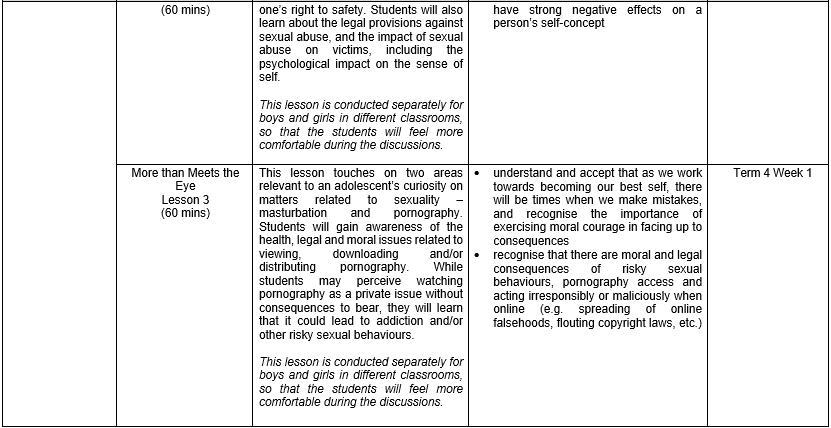 (60 mins)
one's right to safety. Students will also
learn about the legal provisions against
sexual abuse, and the impact of sexual
abuse on victims, including the
psychological impact on the sense of
self.
This lesson is conducted separately for
boys and girls in different classrooms,
so that the students will feel more
comfortable during the discussions.
have strong negative effects on a
person's self-concept
More than Meets the
Eye
Lesson 3
(60 mins)
This lesson touches on two areas
relevant to an adolescent's curiosity on
matters related to sexuality –
masturbation and pornography.
Students will gain awareness of the
health, legal and moral issues related to
viewing, downloading and/or
distributing pornography. While
students may perceive watching
pornography as a private issue without
consequences to bear, they will learn
that it could lead to addiction and/or
other risky sexual behaviours.
This lesson is conducted separately for
boys and girls in different classrooms,
so that the students will feel more
comfortable during the discussions.
• understand and accept that as we work
towards becoming our best self, there
will be times when we make mistakes,
and recognise the importance of
exercising moral courage in facing up to
consequences
• recognise that there are moral and legal
consequences of risky sexual
behaviours, pornography access and
acting irresponsibly or maliciously when
online (e.g. spreading of online
falsehoods, flouting copyright laws, etc.)
Term 4 Week 1